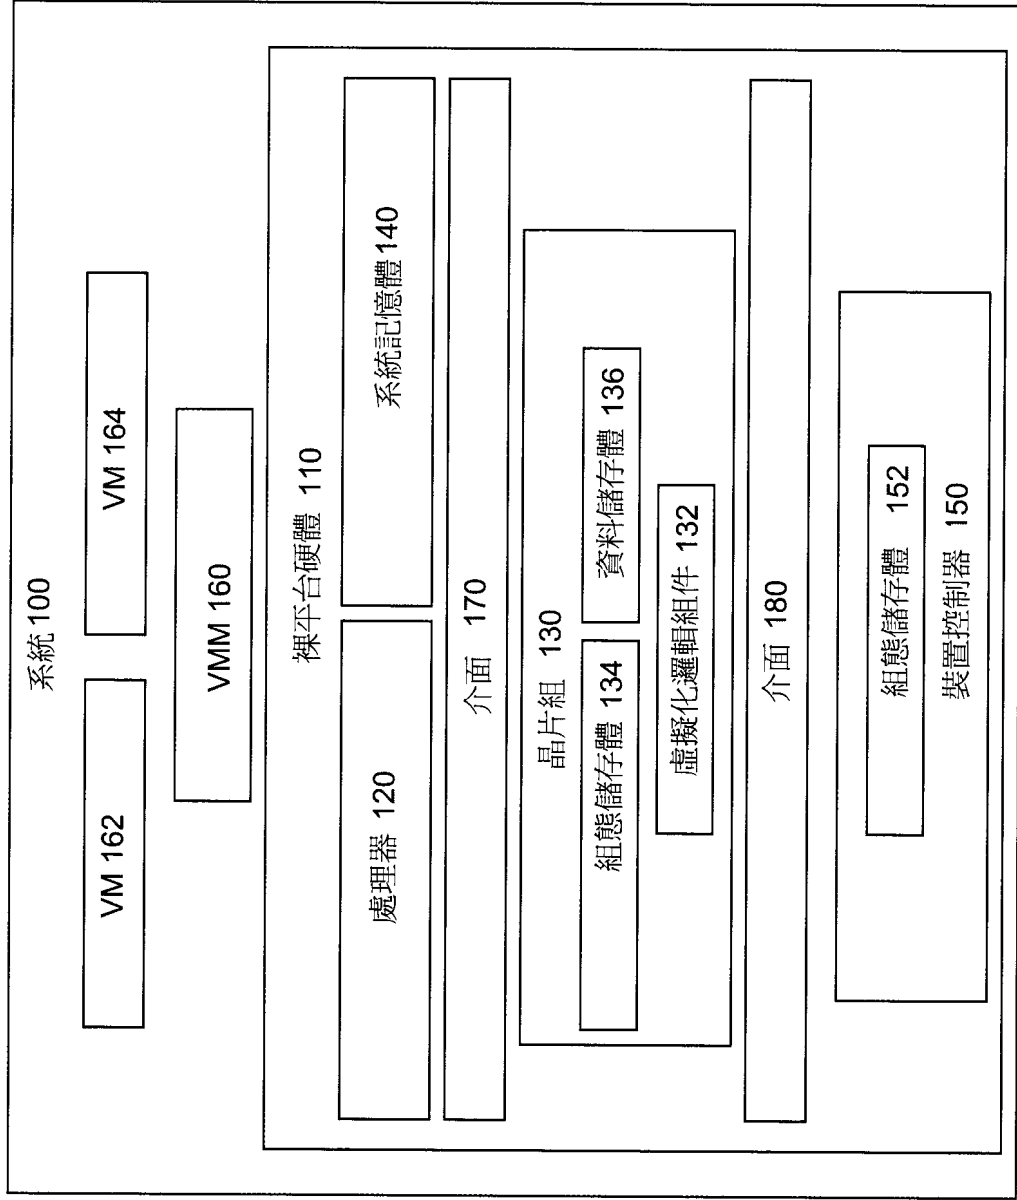 系統 100
VM 162
VM 164
VMM 160
裸平台硬體 110
處理器 120
系統記憶體 140
介面 170
晶片組 130
組態儲存體 134
資料儲存體 136
虛擬化邏輯組件 132
介面 180
組態儲存體 152
裝置控制器 150